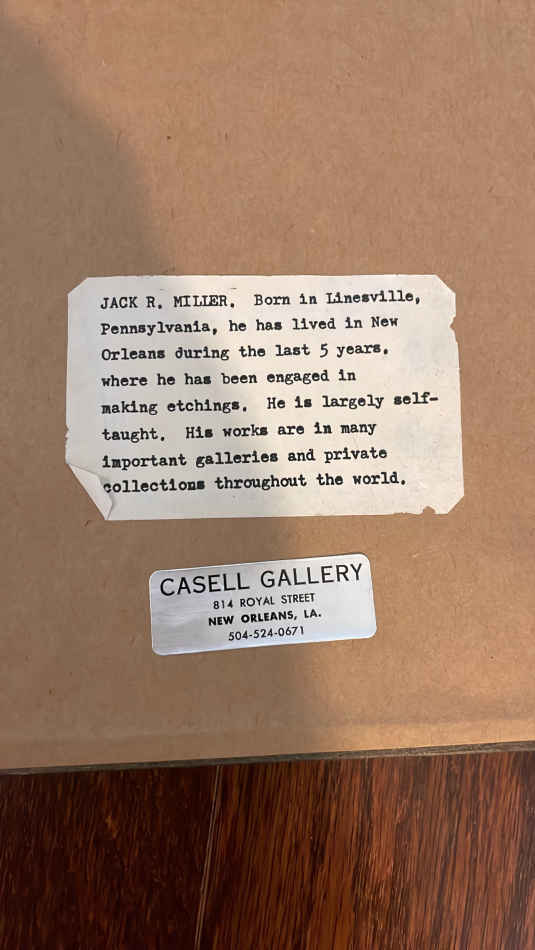 JACK R. MILLER. Born in Linesville,
Pennsylvania, he has lived in New
Orleans during the last 5 years.
where he has been engaged in
making etchings. He is largely self-
taught. His works are in many
important galleries and private
collections throughout the world.
CASELL GALLERY
814 ROYAL STREET
NEW ORLEANS, LA.
504-524-0671